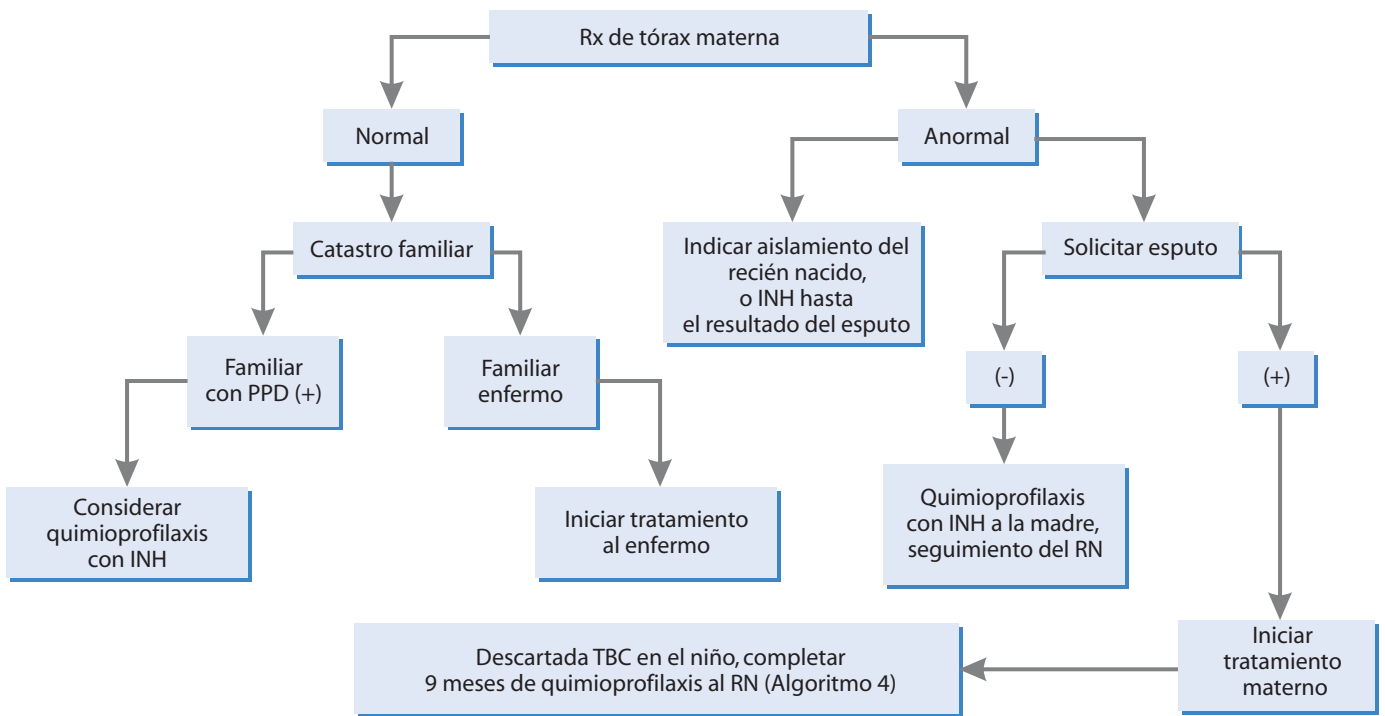 Rx de tórax materna
Normal
Anormal
Catastro familiar
Indicar aislamiento del
recién nacido,
o INH hasta
el resultado del esputo
Solicitar esputo
Familiar
con PPD (+)
Familiar
enfermo
(-)
(+)
Considerar
quimioprofilaxis
con INH
Iniciar tratamiento
al enfermo
Quimioprofilaxis
con INH a la madre,
seguimiento del RN
Descartada TBC en el niño, completar
9 meses de quimioprofilaxis al RN (Algoritmo 4)
Iniciar
tratamiento
materno